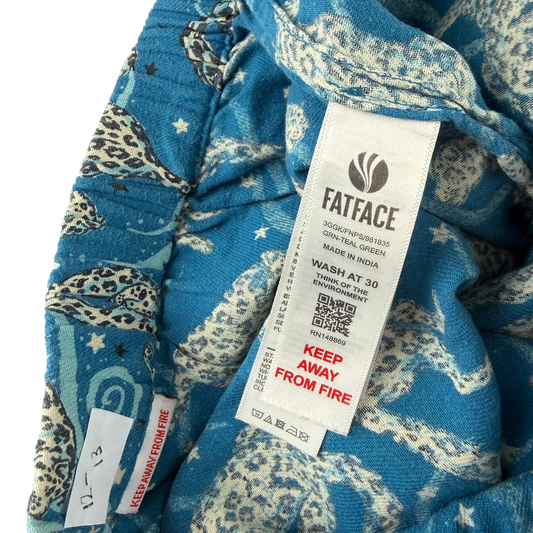 FATFACE
3GGK/FNPS/981835
GRN-TEAL GREEN
MADE IN INDIA
WASH AT 30
THINK OF THE
ENVIRONMENT
RN148869
KEEP
AWAY
FROM FIRE
KEEP AWAY FROM FIRE
12-13